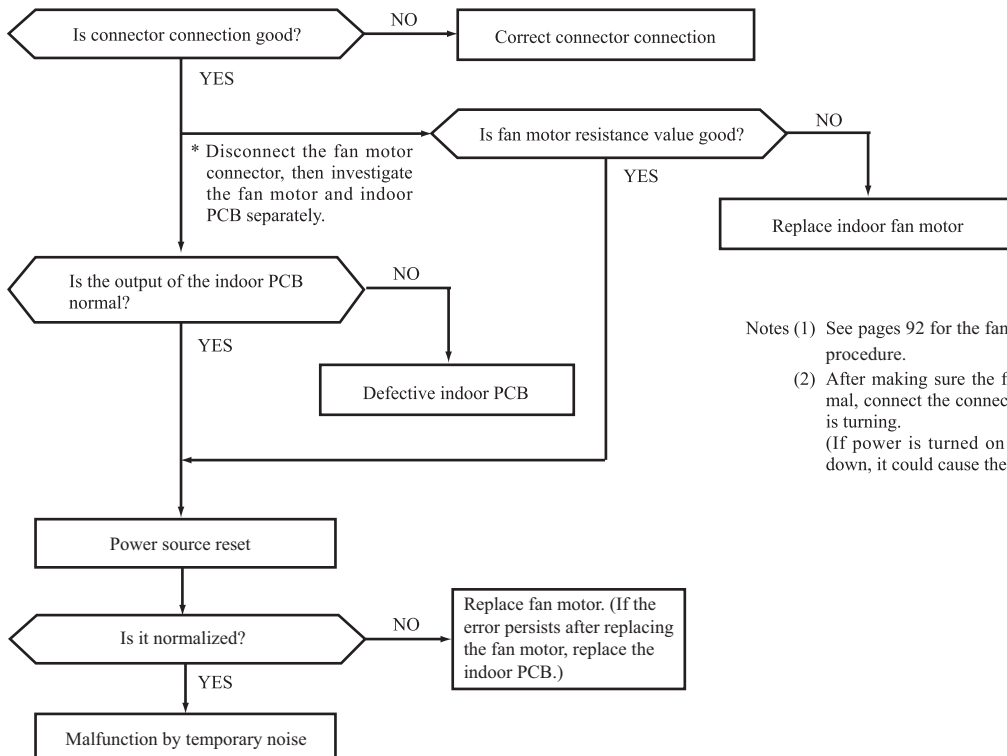 Is connector connection good?
NO
Correct connector connection
YES
Is fan motor resistance value good?
NO
* Disconnect the fan motor
connector, then investigate
the fan motor and indoor
PCB separately.
YES
Replace indoor fan motor
Is the output of the indoor PCB
normal?
NO
YES
Defective indoor PCB
Notes (1) See pages 92 for the fan
procedure.
(2) After making sure the f
mal, connect the connec
is turning.
(If power is turned on
down, it could cause the
Power source reset
Is it normalized?
NO
Replace fan motor. (If the
error persists after replacing
the fan motor, replace the
indoor PCB.)
YES
Malfunction by temporary noise